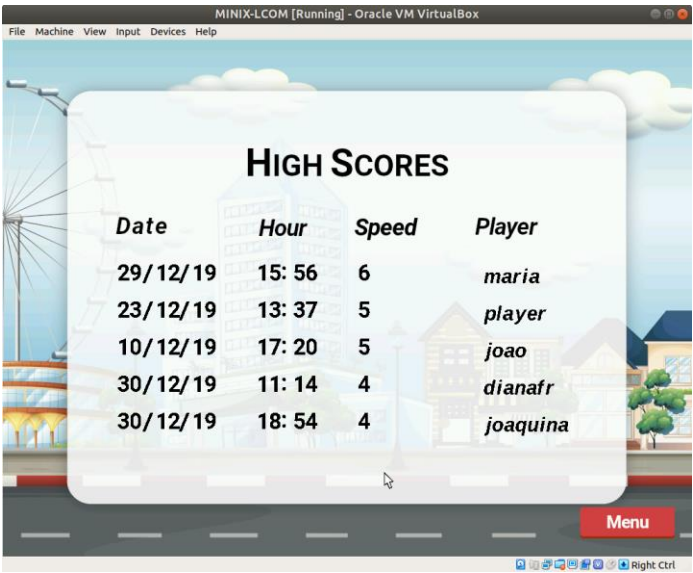 MINIX-LCOM [Running] - Oracle VM VirtualBox
File Machine View Input Devices Help
HIGH SCORES
Date Hour Speed Player
29/12/19 15:56 6 maria
23/12/19 13:37 5 player
10/12/19 17:20 5 joao
30/12/19 11:14 4 dianafr
30/12/19 18:54 4 joaquina
Menu
Right Ctrl